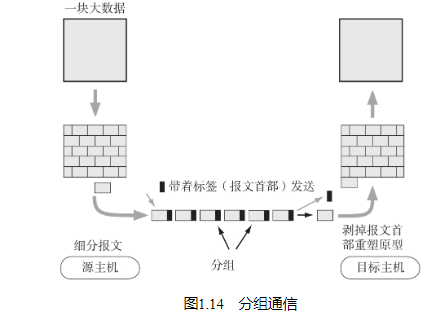 一块大数据
带着标签（报文首部）发送
细分报文
源主机
分组
剥掉报文首
部重塑原型
目标主机
图1.14 分组通信